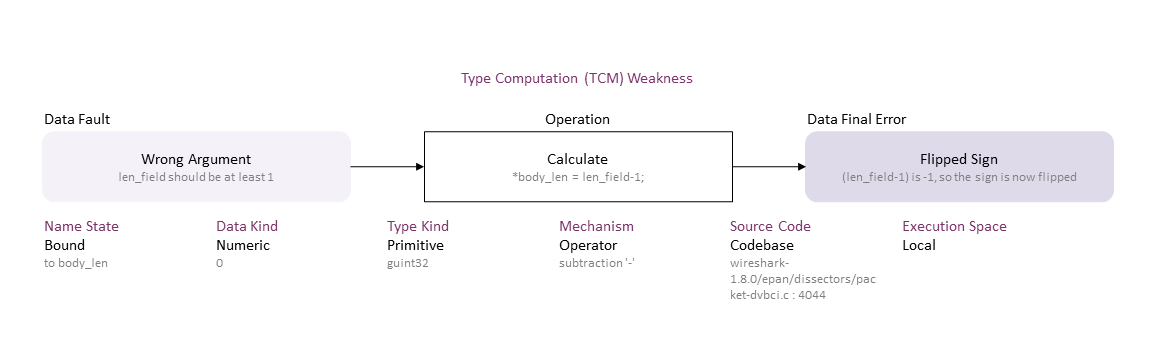 Type Computation (TCM) Weakness
Data Fault
Operation
Data Final Error
Wrong Argument
len_field should be at least 1
Calculate
*body_len = len_field-1;
Flipped Sign
(len_field-1) is -1, so the sign is now flipped
Name State
Bound
to body_len
Data Kind
Numeric
0
Type Kind
Primitive
guint32
Mechanism
Operator
subtraction '-'
Source Code
Codebase
wireshark-
1.8.0/epan/dissectors/pac
ket-dvbci.c : 4044
Execution Space
Local